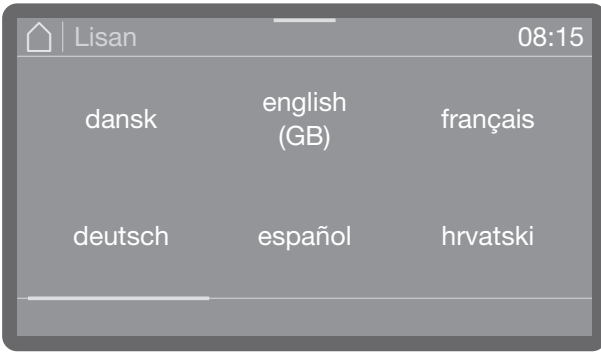 Lisan
08:15
dansk
english
(GB)
français
deutsch
español
hrvatski